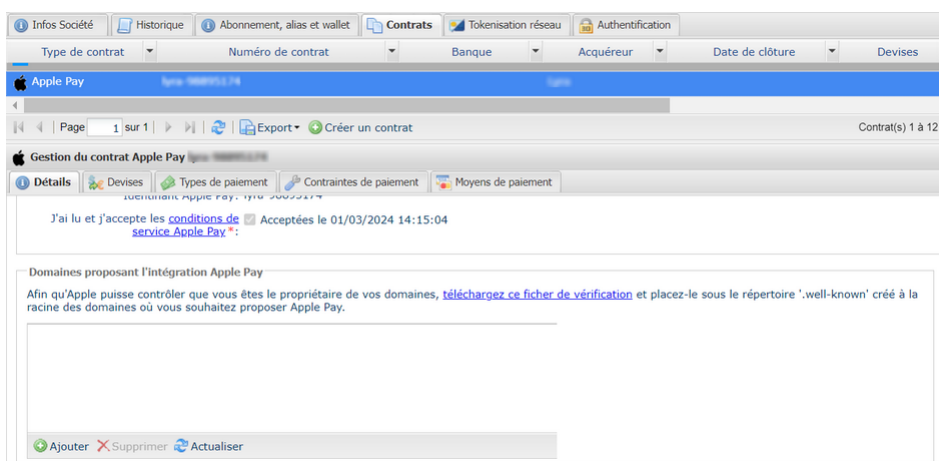 Infos Société Historique Abonnement, alias et wallet Contrats Tokenisation réseau Authentification
Type de contrat Numéro de contrat Banque Acquéreur Date de clôture Devises
Apple Pay
Page 1 sur 1 Export Créer un contrat Contrat(s) 1 à 12
Gestion du contrat Apple Pay
Détails Devises Types de paiement Contraintes de paiement Moyens de paiement
J'ai lu et j'accepte les conditions de Acceptées le 01/03/2024 14:15:04
service Apple Pay *:
Domaines proposant l'intégration Apple Pay
Afin qu'Apple puisse contrôler que vous êtes le propriétaire de vos domaines, téléchargez ce ficher de vérification et placez-le sous le répertoire '.well-known' créé à la
racine des domaines où vous souhaitez proposer Apple Pay.
Ajouter Supprimer Actualiser